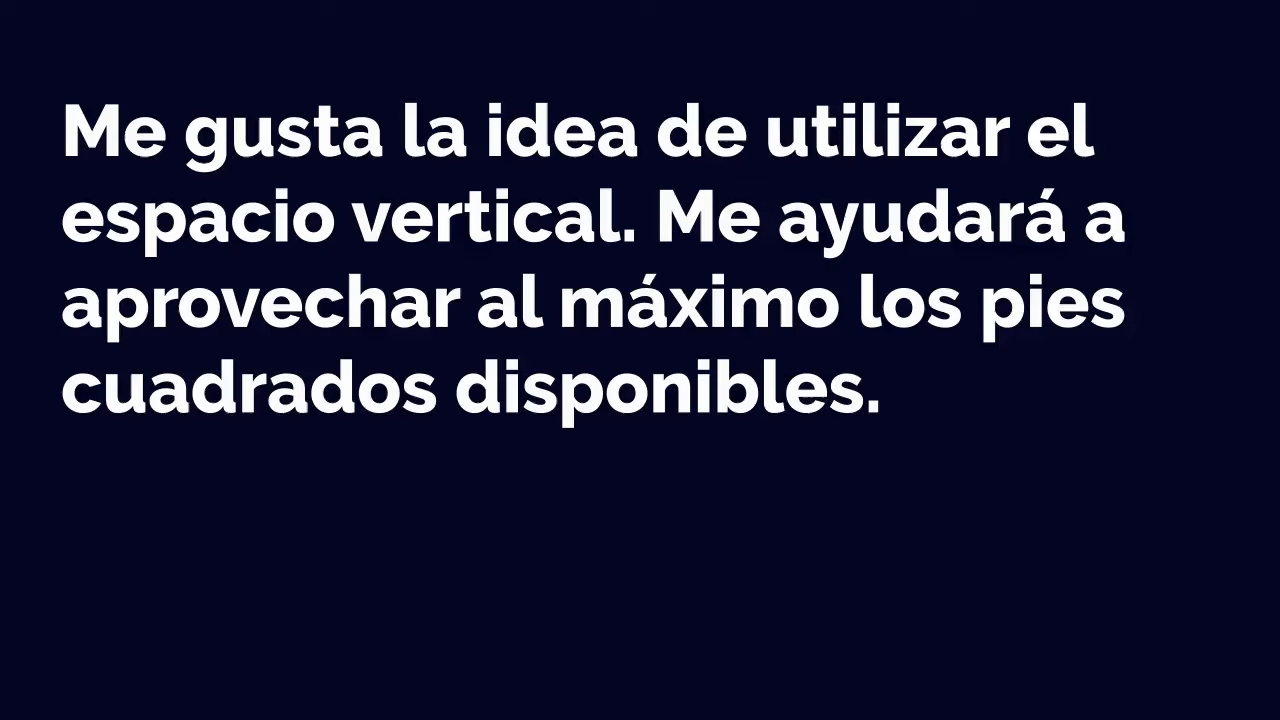 Me gusta la idea de utilizar el
espacio vertical. Me ayudará a
aprovechar al máximo los pies
cuadrados disponibles.